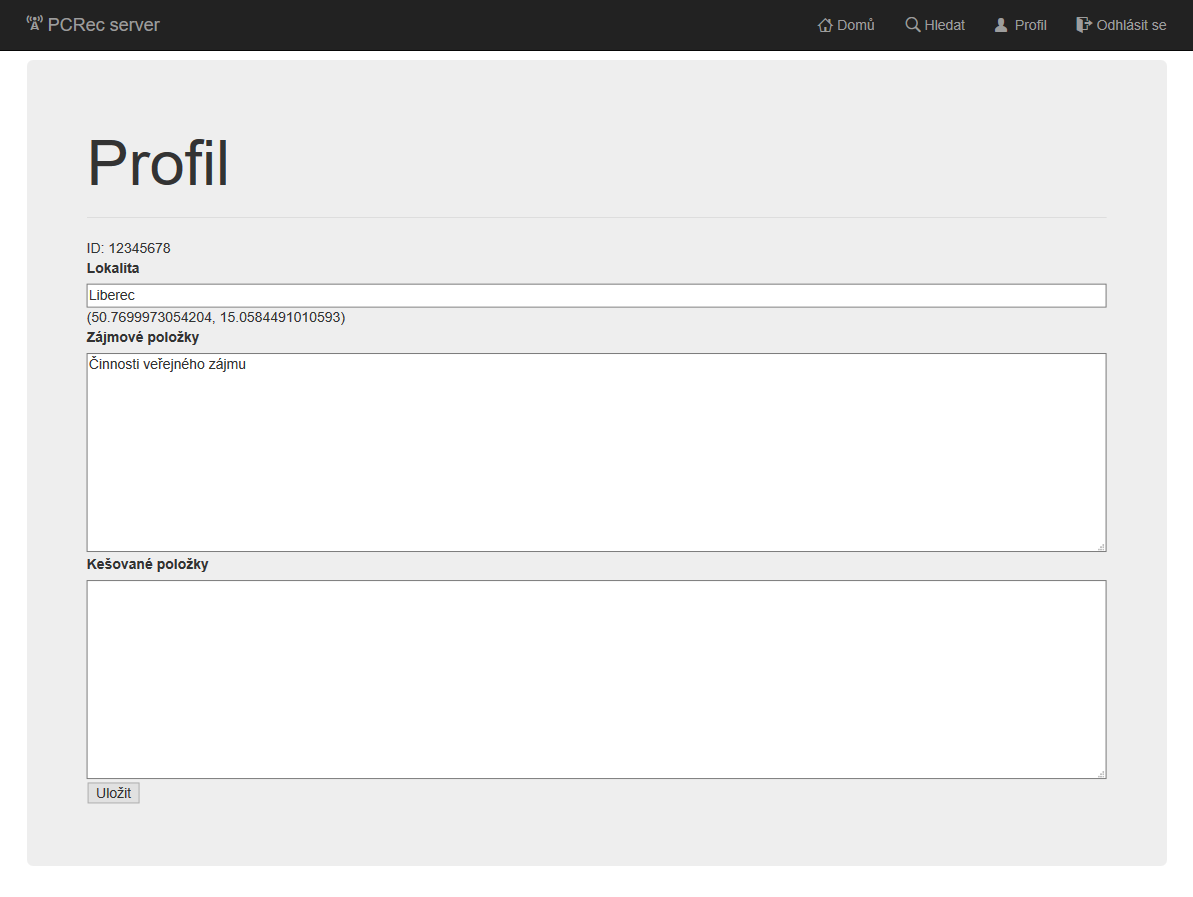 PCRec server
Domů Hledat Profil Odhlásit se
Profil
ID: 12345678
Lokalita
Liberec
(50.7699973054204, 15.0584491010593)
Zájmové položky
Činnosti veřejného zájmu
Kešované položky
Uložit